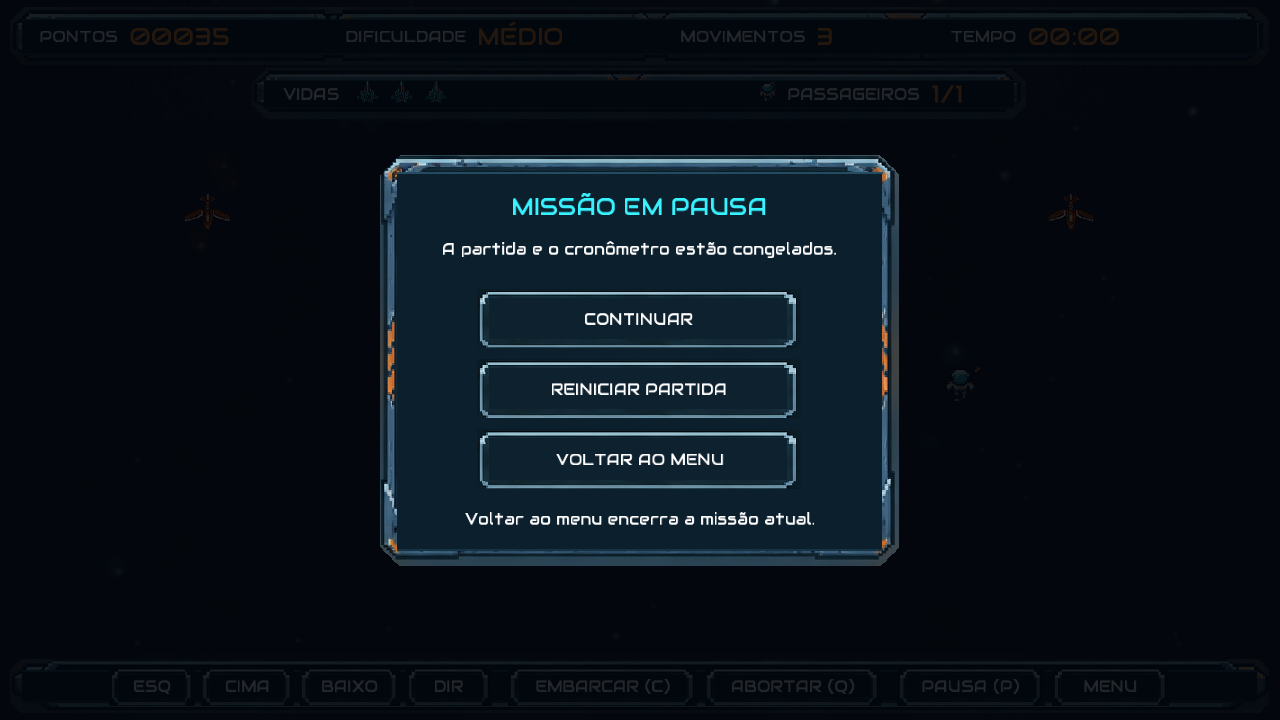 PONTOS 00035 DIFICULDADE MÉDIO MOVIMENTOS 3 TEMPO 00:00
VIDAS PASSAGEIROS 1/1
MISSÃO EM PAUSA
A partida e o cronômetro estão congelados.
CONTINUAR
REINICIAR PARTIDA
VOLTAR AO MENU
Voltar ao menu encerra a missão atual.
ESQ CIMA BAIXO DIR EMBARCAR (C) ABORTAR (Q) PAUSA (P) MENU